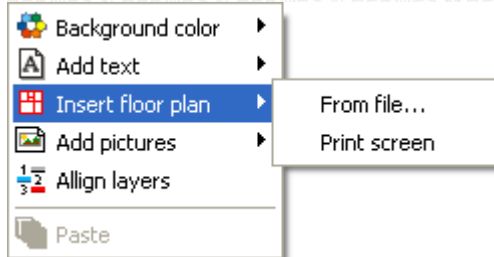 Background color
Add text
Insert floor plan
From file...
Print screen
Add pictures
Allign layers
Paste